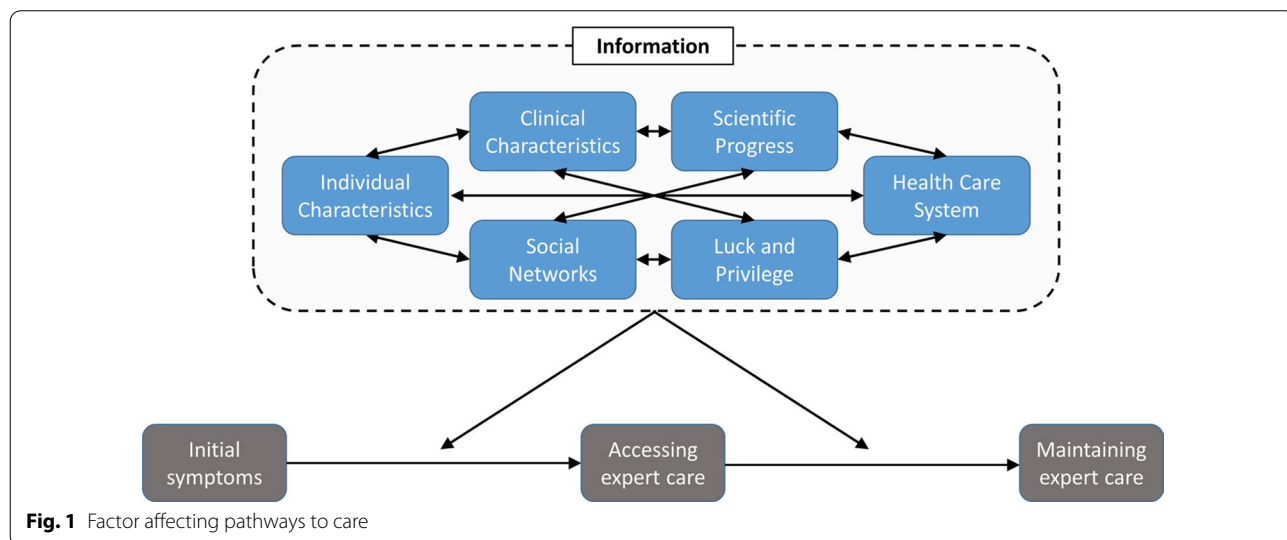 Information
Clinical
Characteristics
Scientific
Progress
Individual
Characteristics
Health Care
System
Social
Networks
Luck and
Privilege
Initial
symptoms
Accessing
expert care
Maintaining
expert care
Fig. 1 Factor affecting pathways to care